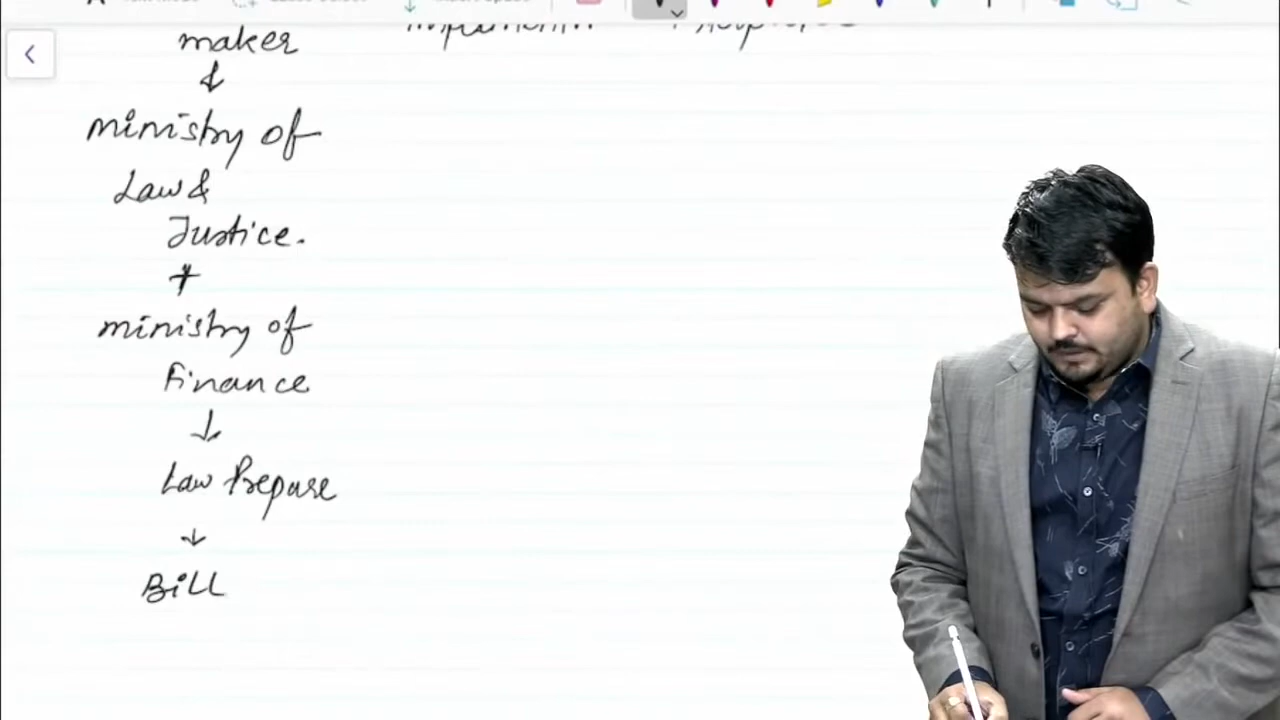 maker
↓
ministry of
Law &
Justice.
+
ministry of
Finance
↓
Law Prepare
↓
Bill